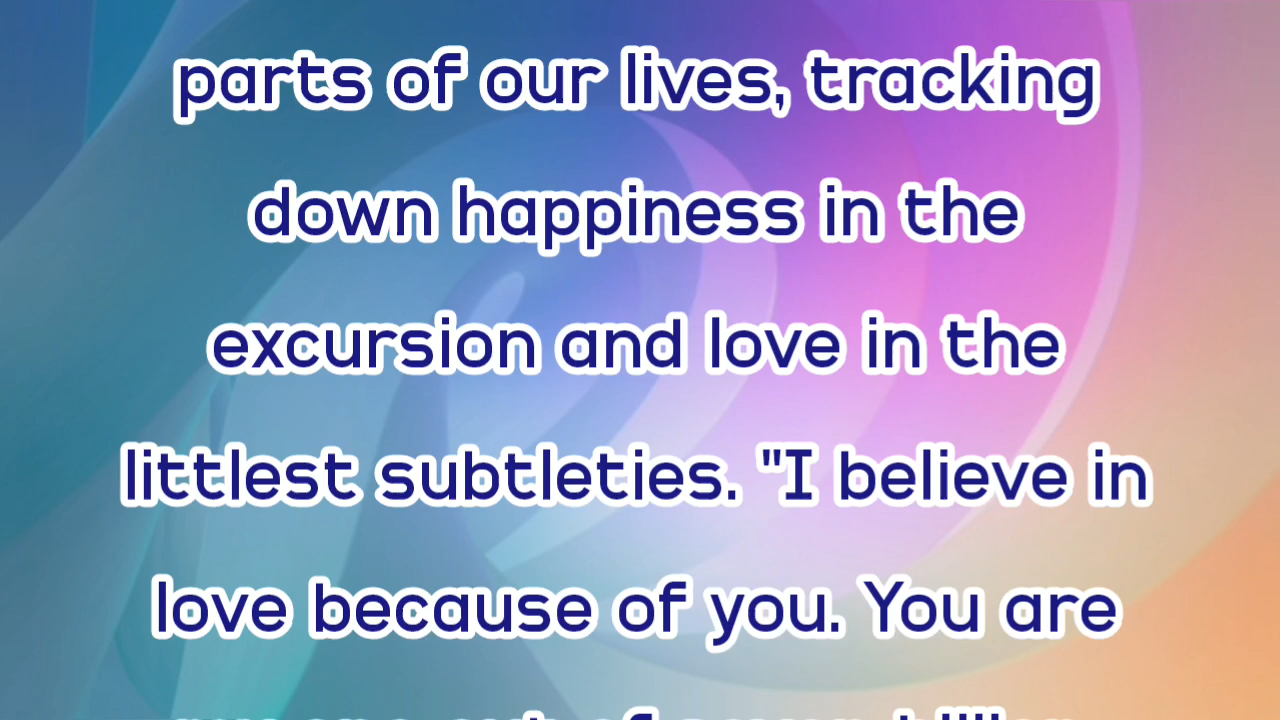 parts of our lives, tracking
down happiness in the
excursion and love in the
littlest subtleties. "I believe in
love because of you. You are